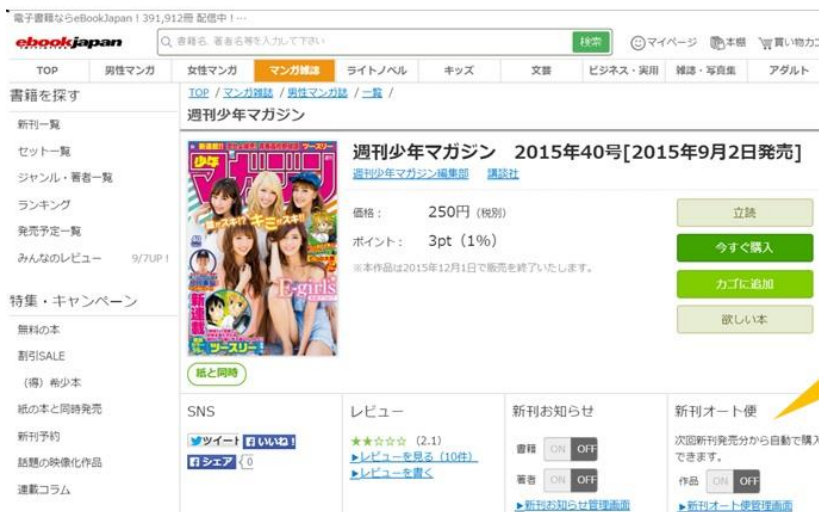 電子書籍ならeBookJapan！391,912冊 配信中！…
ebookjapan
書籍名、著者名等を入力して下さい
検索
マイページ
本棚
買い物カゴ
TOP
男性マンガ
女性マンガ
マンガ雑誌
ライトノベル
キッズ
文芸
ビジネス・実用
雑誌・写真集
アダルト
書籍を探す
新刊一覧
セット一覧
ジャンル・著者一覧
ランキング
発売予定一覧
みんなのレビュー 9/7UP！
特集・キャンペーン
無料の本
割引SALE
（得）希少本
紙の本と同時発売
新刊予約
話題の映像化作品
連載コラム
TOP / マンガ雑誌 / 男性マンガ誌 / 一覧 /
週刊少年マガジン
少年
マガジン
E-girls
新連載
ツースリー
紙と同時
週刊少年マガジン 2015年40号[2015年9月2日発売]
週刊少年マガジン編集部 講談社
価格： 250円（税別）
ポイント： 3pt（1%）
※本作品は2015年12月1日で販売を終了いたします。
立読
今すぐ購入
カゴに追加
欲しい本
SNS
ツイート
いいね！
シェア 0
レビュー
★★☆☆☆ （2.1）
▶レビューを見る（10件）
▶レビューを書く
新刊お知らせ
書籍 ON OFF
著者 ON OFF
▶新刊お知らせ管理画面
新刊オート便
次回新刊発売分から自動で購入
できます。
作品 ON OFF
▶新刊オート便管理画面